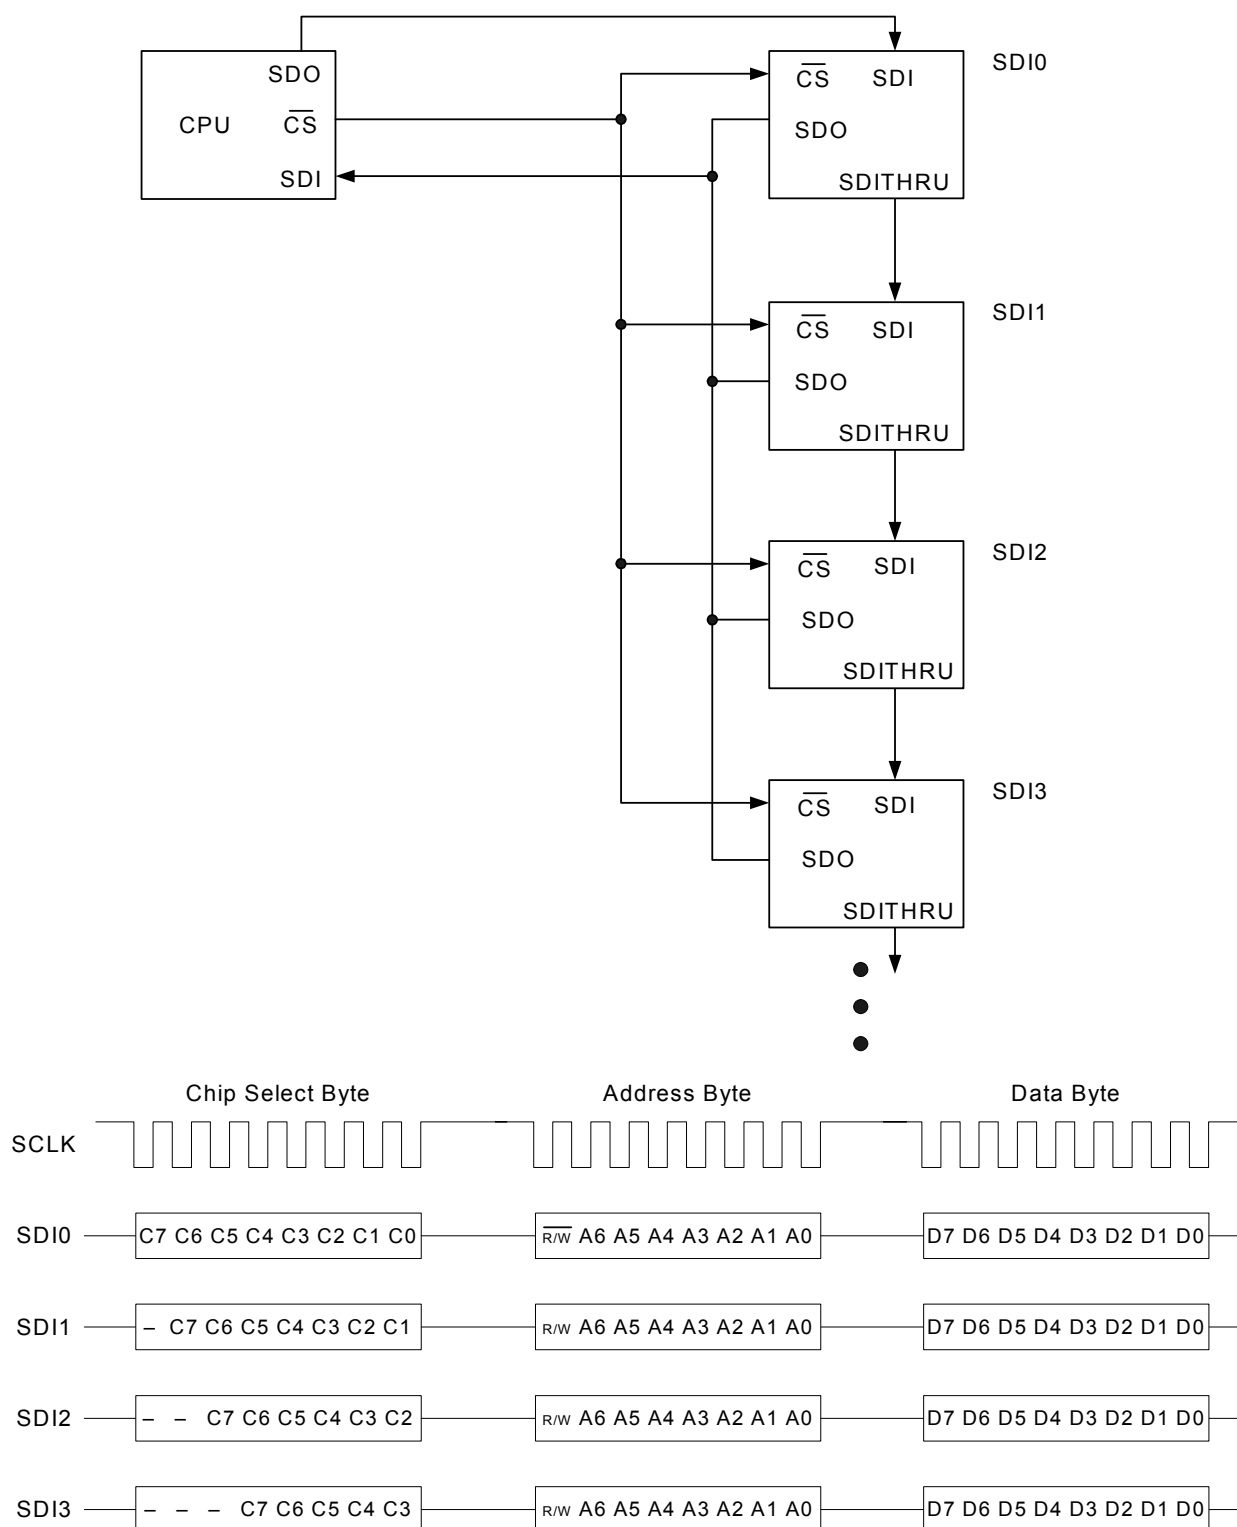 SDO
CPU CS
SDI
CS SDI
SDO
SDITHRU
SDI0
CS SDI
SDO
SDITHRU
SDI1
CS SDI
SDO
SDITHRU
SDI2
CS SDI
SDO
SDITHRU
SDI3
Chip Select Byte Address Byte Data Byte
SCLK
SDI0 C7 C6 C5 C4 C3 C2 C1 C0 R/W A6 A5 A4 A3 A2 A1 A0 D7 D6 D5 D4 D3 D2 D1 D0
SDI1 – C7 C6 C5 C4 C3 C2 C1 R/W A6 A5 A4 A3 A2 A1 A0 D7 D6 D5 D4 D3 D2 D1 D0
SDI2 – – C7 C6 C5 C4 C3 C2 R/W A6 A5 A4 A3 A2 A1 A0 D7 D6 D5 D4 D3 D2 D1 D0
SDI3 – – – C7 C6 C5 C4 C3 R/W A6 A5 A4 A3 A2 A1 A0 D7 D6 D5 D4 D3 D2 D1 D0